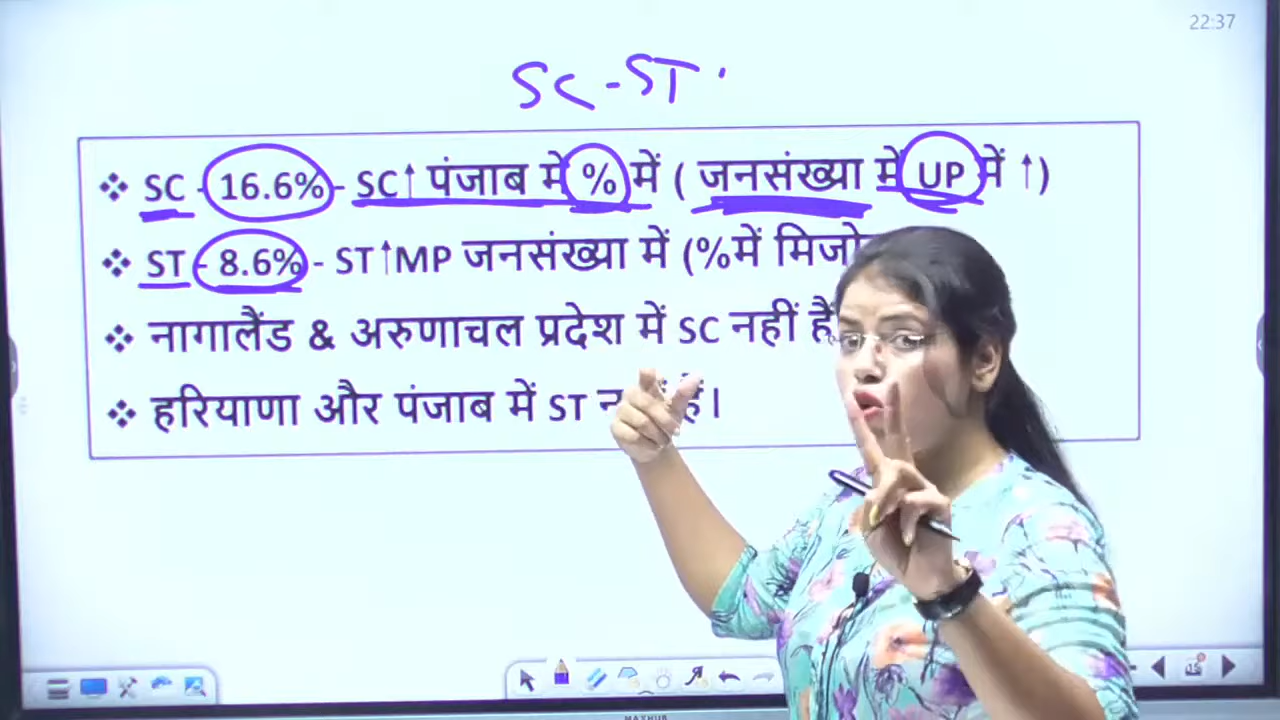 22:37
SC-ST
❖ SC - 16.6% - SC↑ पंजाब में % में ( जनसंख्या में UP में ↑)
❖ ST - 8.6% - ST↑MP जनसंख्या में (%में
❖ नागालैंड & अरुणाचल प्रदेश में SC नहीं हैं
❖ हरियाणा और पंजाब में ST हैं।
MAXHUB